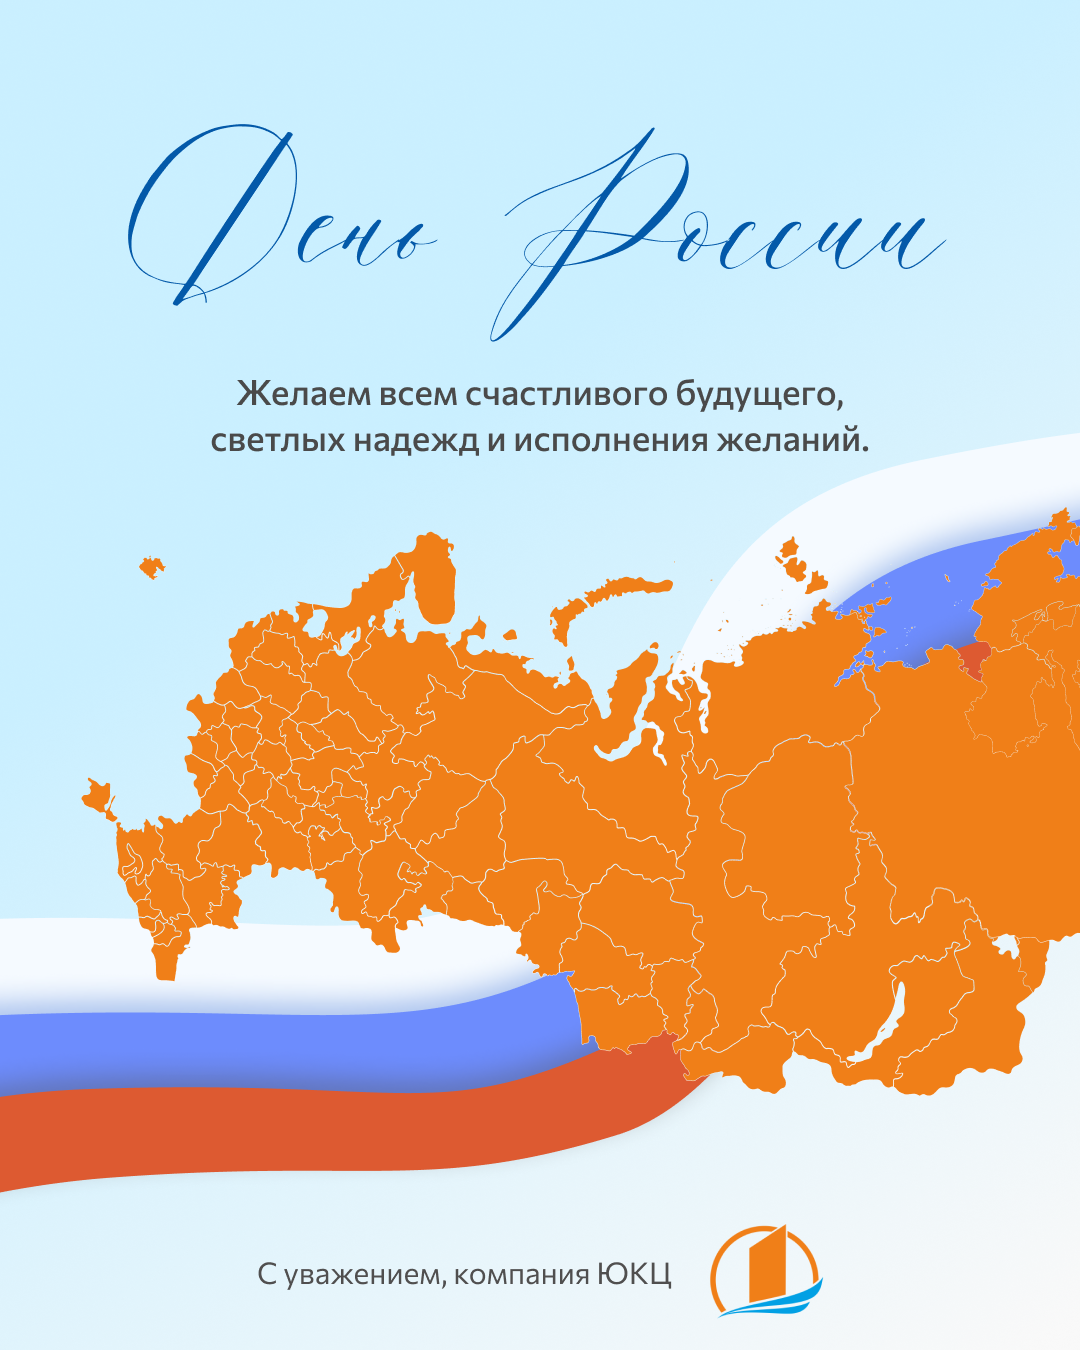 День России
Желаем всем счастливого будущего,
светлых надежд и исполнения желаний.
С уважением, компания ЮКЦ